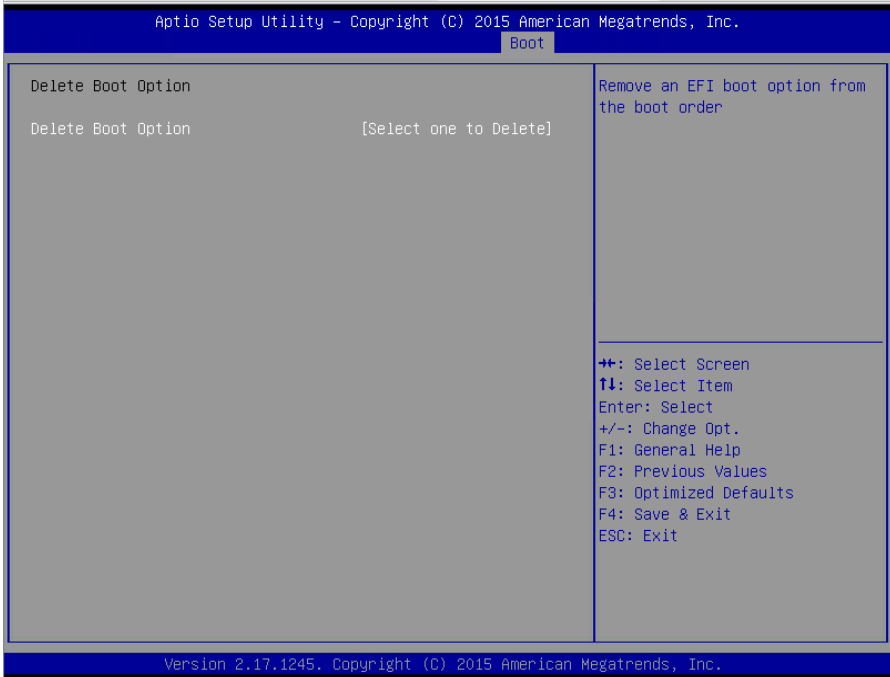 Aptio Setup Utility – Copyright (C) 2015 American Megatrends, Inc.
Boot
Delete Boot Option
Delete Boot Option [Select one to Delete]
Remove an EFI boot option from
the boot order
→←: Select Screen
↑↓: Select Item
Enter: Select
+/-: Change Opt.
F1: General Help
F2: Previous Values
F3: Optimized Defaults
F4: Save & Exit
ESC: Exit
Version 2.17.1245. Copyright (C) 2015 American Megatrends, Inc.